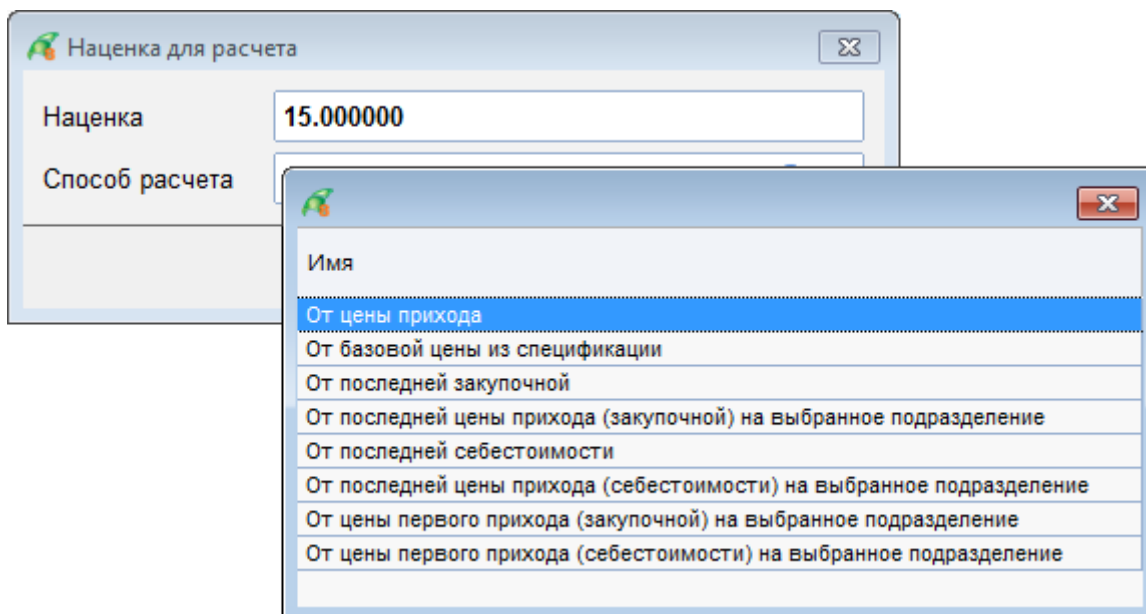 Наценка для расчета
Наценка 15.000000
Способ расчета
Имя
От цены прихода
От базовой цены из спецификации
От последней закупочной
От последней цены прихода (закупочной) на выбранное подразделение
От последней себестоимости
От последней цены прихода (себестоимости) на выбранное подразделение
От цены первого прихода (закупочной) на выбранное подразделение
От цены первого прихода (себестоимости) на выбранное подразделение